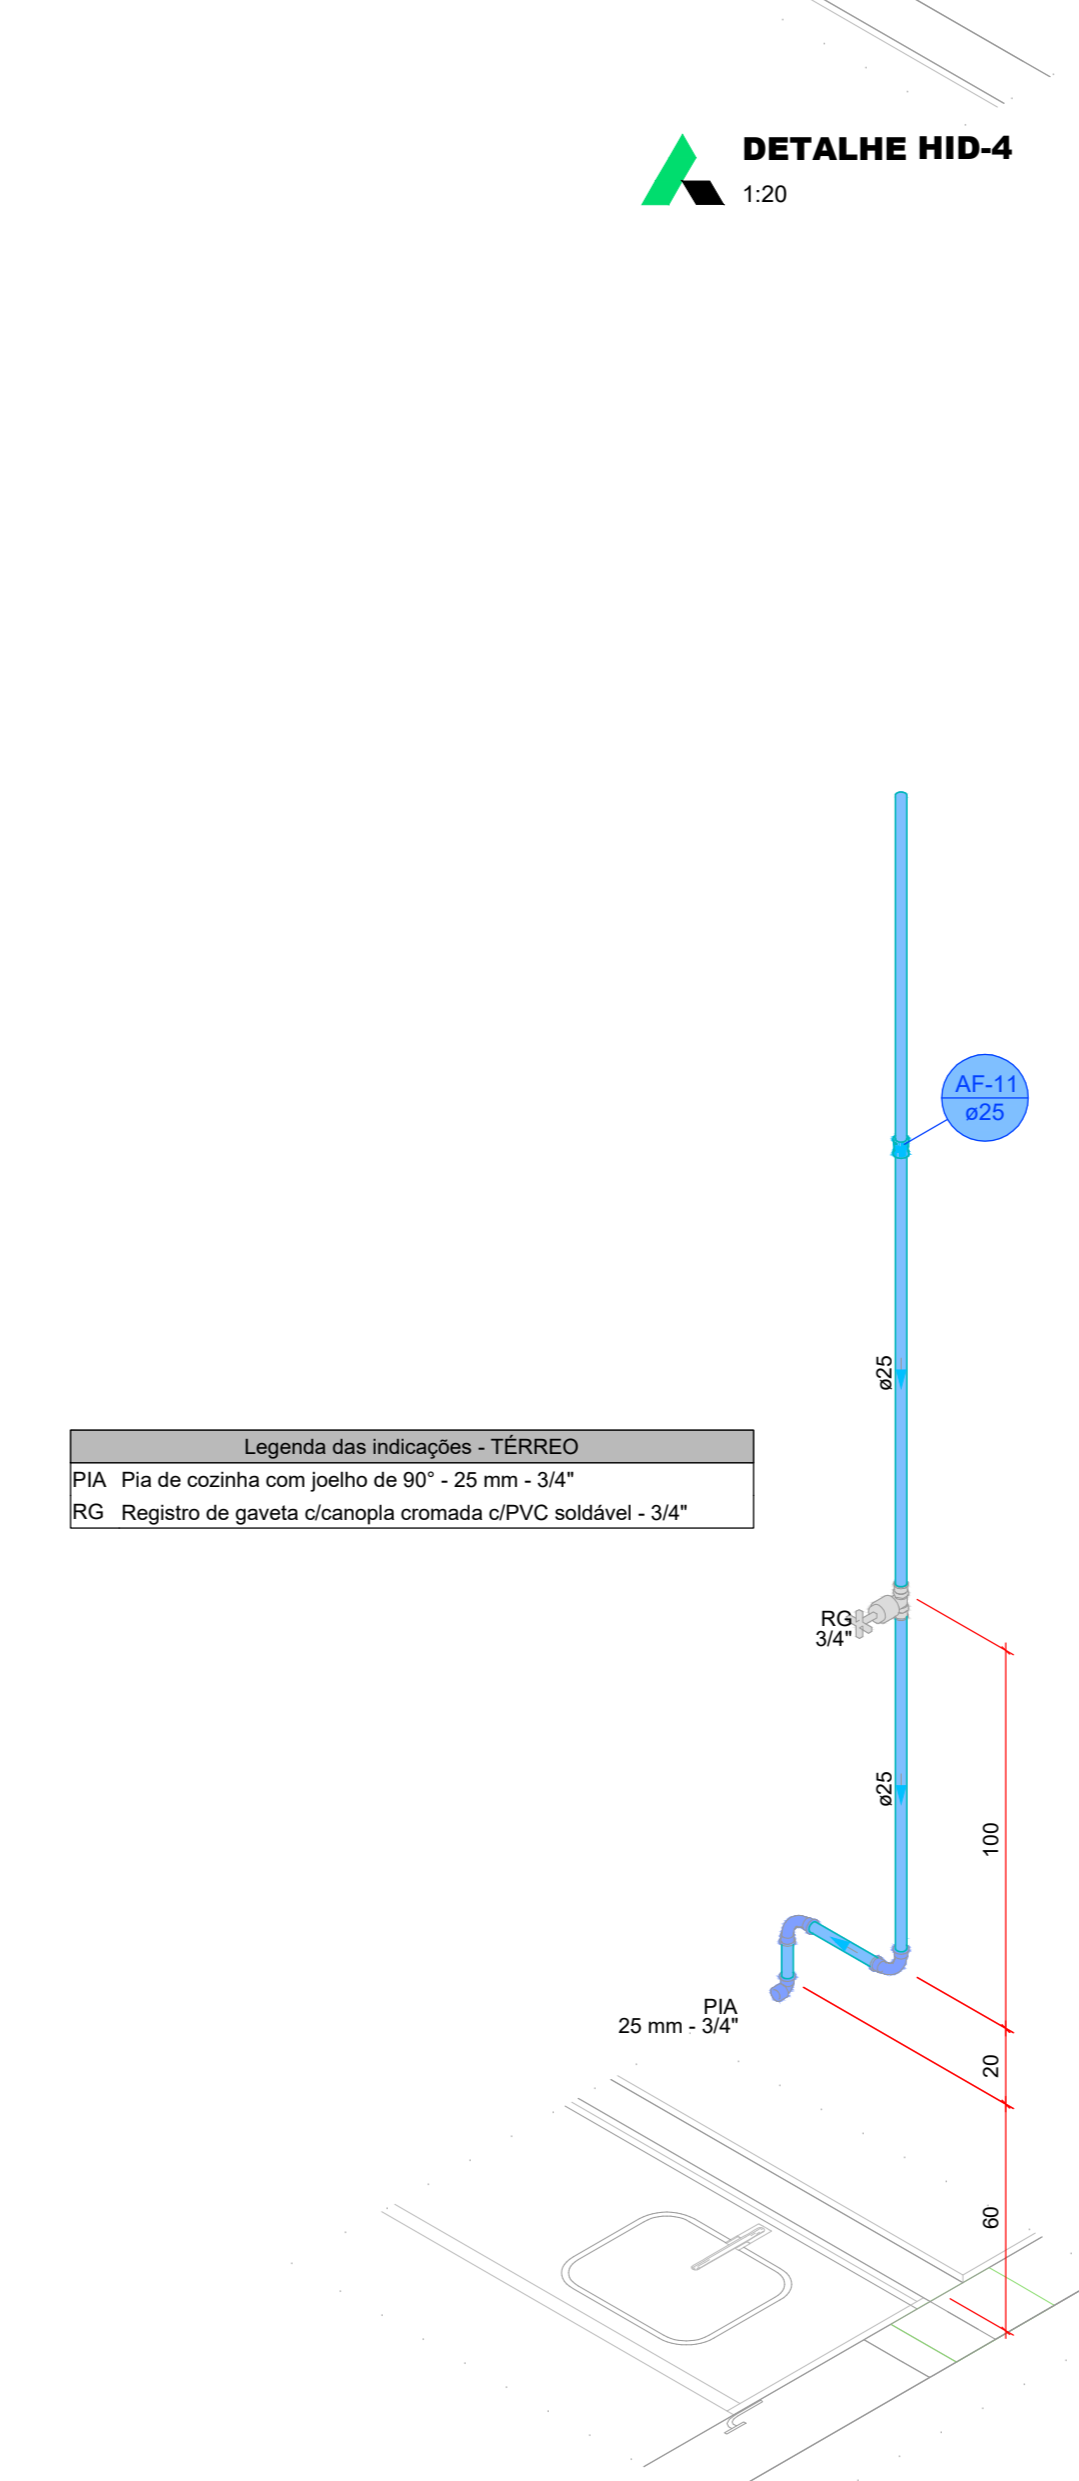 DETALHE HID-4
1:20
AF-11
ø25
ø25
Legenda das indicações - TÉRREO
PIA Pia de cozinha com joelho de 90° - 25 mm - 3/4"
RG Registro de gaveta c/canopla cromada c/PVC soldável - 3/4"
RG
3/4"
ø25
100
PIA
25 mm - 3/4"
20
60